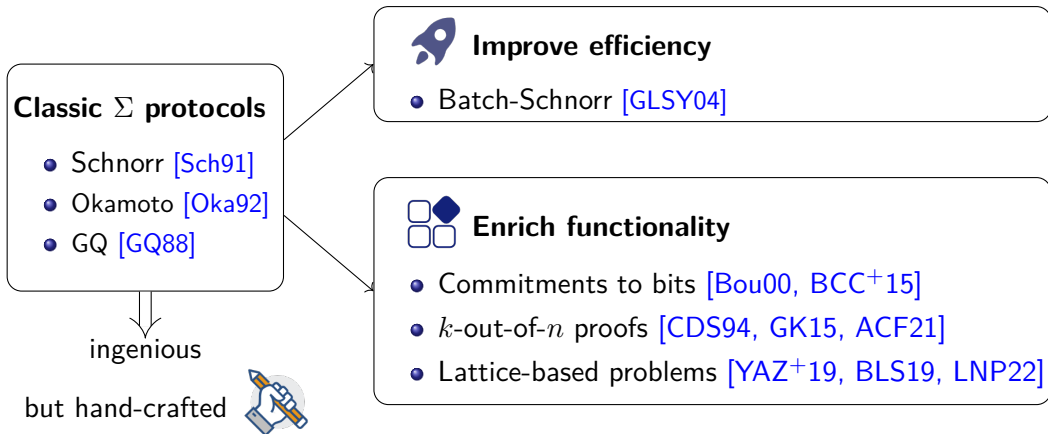 Classic Σ protocols
Schnorr [Sch91]
Okamoto [Oka92]
GQ [GQ88]
ingenious
but hand-crafted
Improve efficiency
Batch-Schnorr [GLSY04]
Enrich functionality
Commitments to bits [Bou00, BCC+15]
k-out-of-n proofs [CDS94, GK15, ACF21]
Lattice-based problems [YAZ+19, BLS19, LNP22]